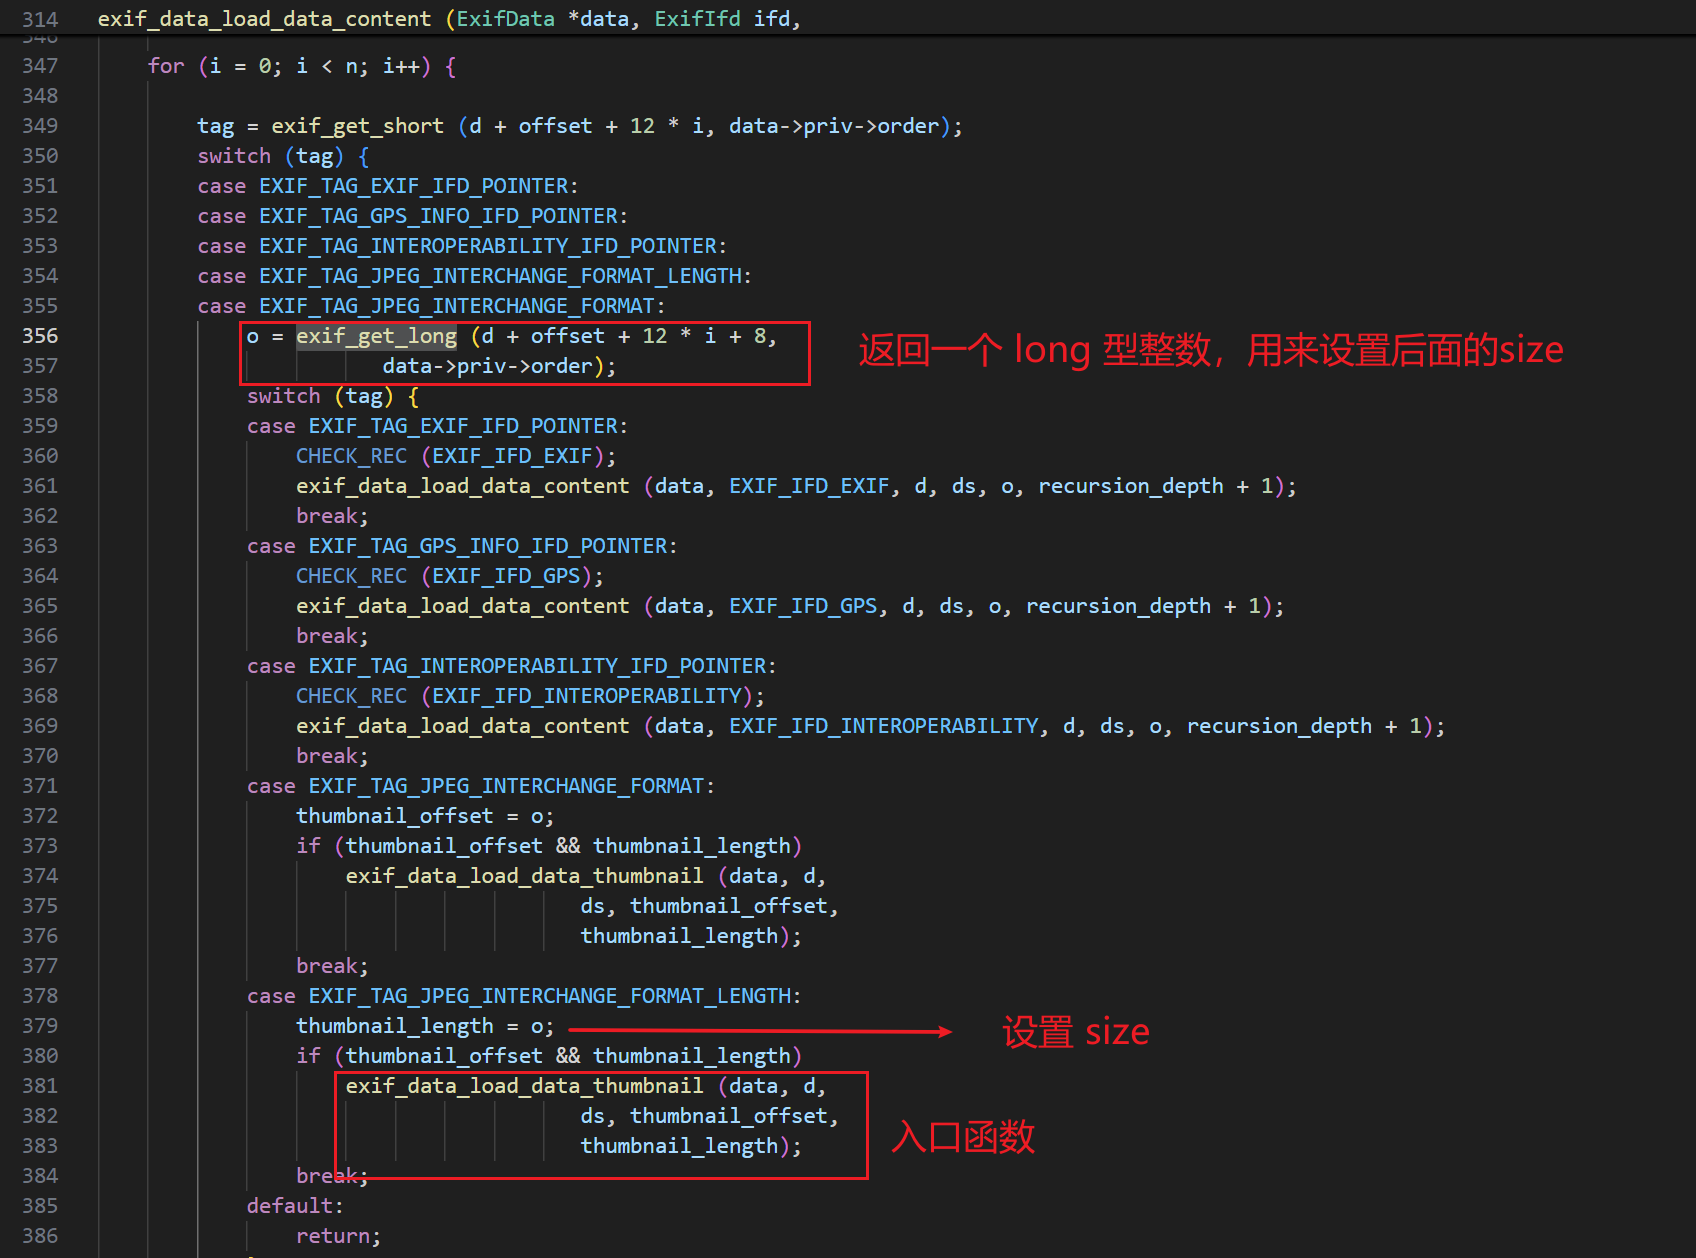 314 exif_data_load_data_content (ExifData *data, ExifIfd ifd,
346
347 for (i = 0; i < n; i++) {
348
349 tag = exif_get_short (d + offset + 12 * i, data->priv->order);
350 switch (tag) {
351 case EXIF_TAG_EXIF_IFD_POINTER:
352 case EXIF_TAG_GPS_INFO_IFD_POINTER:
353 case EXIF_TAG_INTEROPERABILITY_IFD_POINTER:
354 case EXIF_TAG_JPEG_INTERCHANGE_FORMAT_LENGTH:
355 case EXIF_TAG_JPEG_INTERCHANGE_FORMAT:
356 o = exif_get_long (d + offset + 12 * i + 8,
返回一个 long 型整数，用来设置后面的size
357 data->priv->order);
358 switch (tag) {
359 case EXIF_TAG_EXIF_IFD_POINTER:
360 CHECK_REC (EXIF_IFD_EXIF);
361 exif_data_load_data_content (data, EXIF_IFD_EXIF, d, ds, o, recursion_depth + 1);
362 break;
363 case EXIF_TAG_GPS_INFO_IFD_POINTER:
364 CHECK_REC (EXIF_IFD_GPS);
365 exif_data_load_data_content (data, EXIF_IFD_GPS, d, ds, o, recursion_depth + 1);
366 break;
367 case EXIF_TAG_INTEROPERABILITY_IFD_POINTER:
368 CHECK_REC (EXIF_IFD_INTEROPERABILITY);
369 exif_data_load_data_content (data, EXIF_IFD_INTEROPERABILITY, d, ds, o, recursion_depth + 1);
370 break;
371 case EXIF_TAG_JPEG_INTERCHANGE_FORMAT:
372 thumbnail_offset = o;
373 if (thumbnail_offset && thumbnail_length)
374 exif_data_load_data_thumbnail (data, d,
375 ds, thumbnail_offset,
376 thumbnail_length);
377 break;
378 case EXIF_TAG_JPEG_INTERCHANGE_FORMAT_LENGTH:
379 thumbnail_length = o;
设置 size
380 if (thumbnail_offset && thumbnail_length)
381 exif_data_load_data_thumbnail (data, d,
382 ds, thumbnail_offset,
383 thumbnail_length);
入口函数
384 break;
385 default:
386 return;